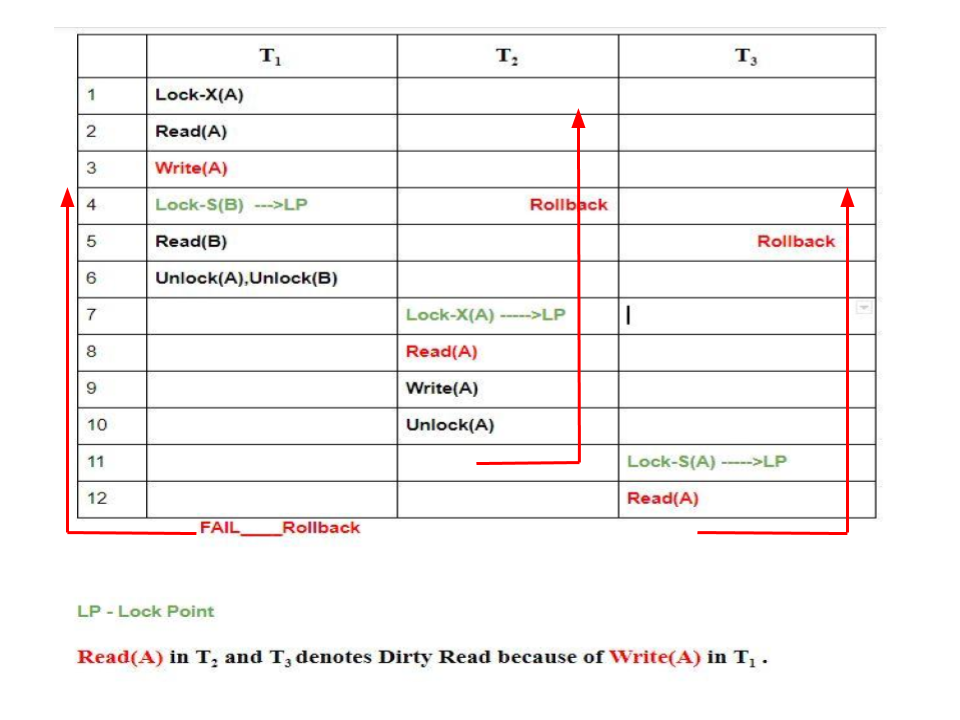 T₁ T₂ T₃
1 Lock-X(A)
2 Read(A)
3 Write(A)
4 Lock-S(B) --->LP Rollback
5 Read(B) Rollback
6 Unlock(A),Unlock(B)
7 Lock-X(A) ----->LP
8 Read(A)
9 Write(A)
10 Unlock(A)
11 Lock-S(A) ----->LP
12 Read(A)
FAIL____Rollback
LP - Lock Point
Read(A) in T₂ and T₃ denotes Dirty Read because of Write(A) in T₁ .